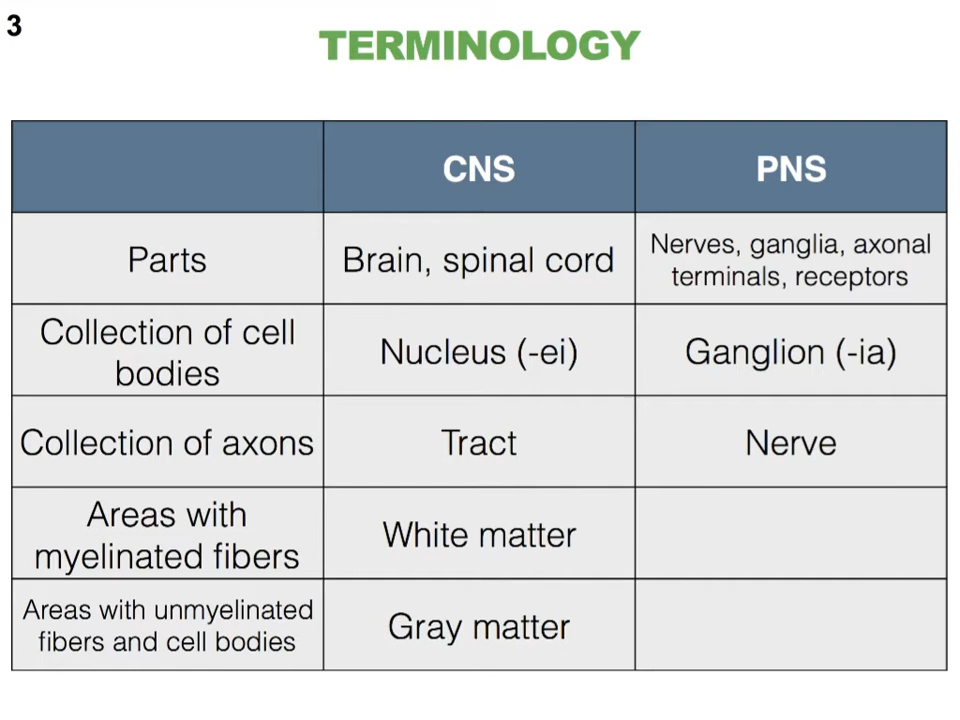 3
TERMINOLOGY
CNS
PNS
Parts
Brain, spinal cord
Nerves, ganglia, axonal
terminals, receptors
Collection of cell
bodies
Nucleus (-ei)
Ganglion (-ia)
Collection of axons
Tract
Nerve
Areas with
myelinated fibers
White matter
Areas with unmyelinated
fibers and cell bodies
Gray matter